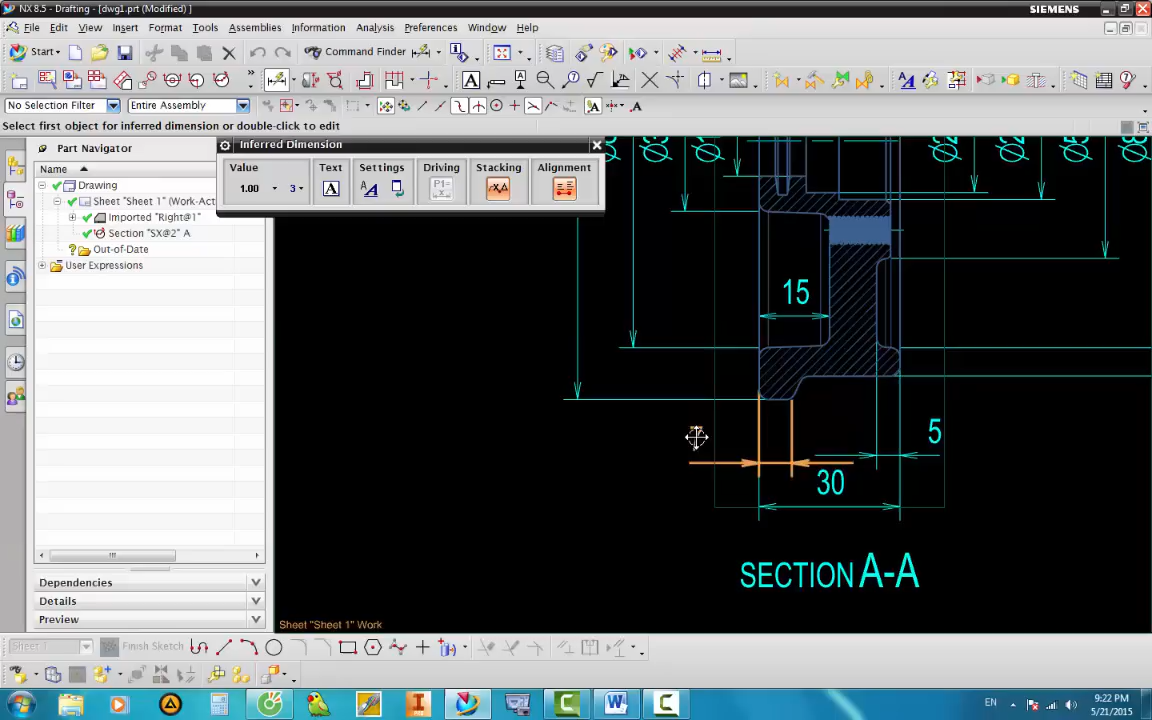 NX 8.5 - Drafting - [dwg1.prt (Modified) ]
SIEMENS
File Edit View Insert Format Tools Assemblies Information Analysis Preferences Window Help
Start
Command Finder
No Selection Filter
Entire Assembly
Select first object for inferred dimension or double-click to edit
Part Navigator
Inferred Dimension
Name
Value Text Settings Driving Stacking Alignment
1.00
3
A
P1=
Drawing
Sheet "Sheet 1" (Work-Act
Imported "Right@1"
Section "SX@2" A
Out-of-Date
User Expressions
15
5
30
SECTION A-A
Dependencies
Details
Preview
Sheet "Sheet 1" Work
Sheet 1
Finish Sketch
EN
9:22 PM
5/21/2015